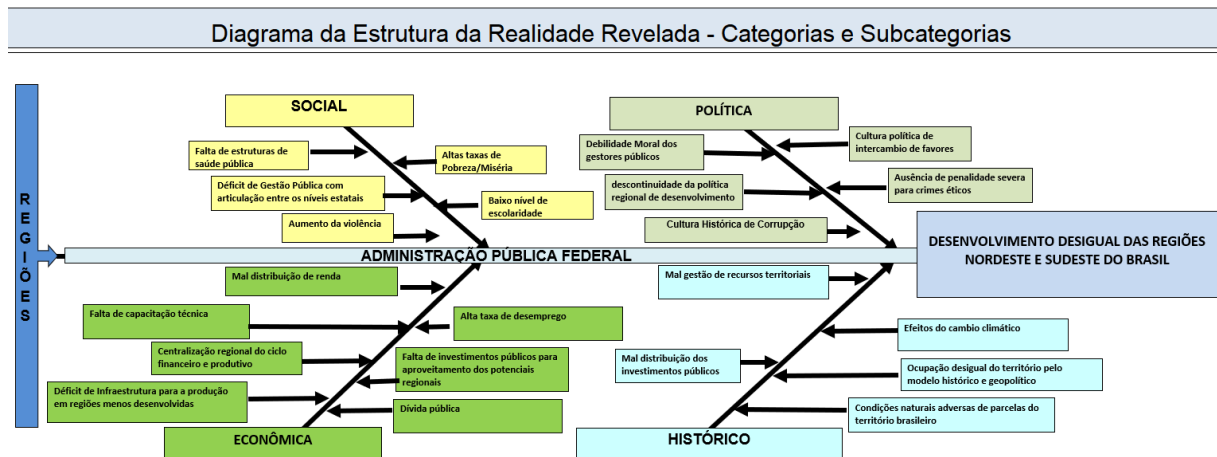 Diagrama da Estrutura da Realidade Revelada - Categorias e Subcategorias
REGIÕES
SOCIAL
Falta de estruturas de
saúde pública
Altas taxas de
Pobreza/Miséria
Déficit de Gestão Pública com
articulação entre os níveis estatais
Baixo nível de
escolaridade
Aumento da violência
POLÍTICA
Debilidade Moral dos
gestores públicos
Cultura política de
intercambio de favores
descontinuidade da política
regional de desenvolvimento
Ausência de penalidade severa
para crimes éticos
Cultura Histórica de Corrupção
ADMINISTRAÇÃO PÚBLICA FEDERAL
DESENVOLVIMENTO DESIGUAL DAS REGIÕES
NORDESTE E SUDESTE DO BRASIL
Mal distribuição de renda
Falta de capacitação técnica
Alta taxa de desemprego
Centralização regional do ciclo
financeiro e produtivo
Falta de investimentos públicos para
aproveitamento dos potenciais
regionais
Déficit de Infraestrutura para a produção
em regiões menos desenvolvidas
Dívida pública
ECONÔMICA
Mal gestão de recursos territoriais
Efeitos do cambio climático
Mal distribuição dos
investimentos públicos
Ocupação desigual do território pelo
modelo histórico e geopolítico
Condições naturais adversas de parcelas do
território brasileiro
HISTÓRICO